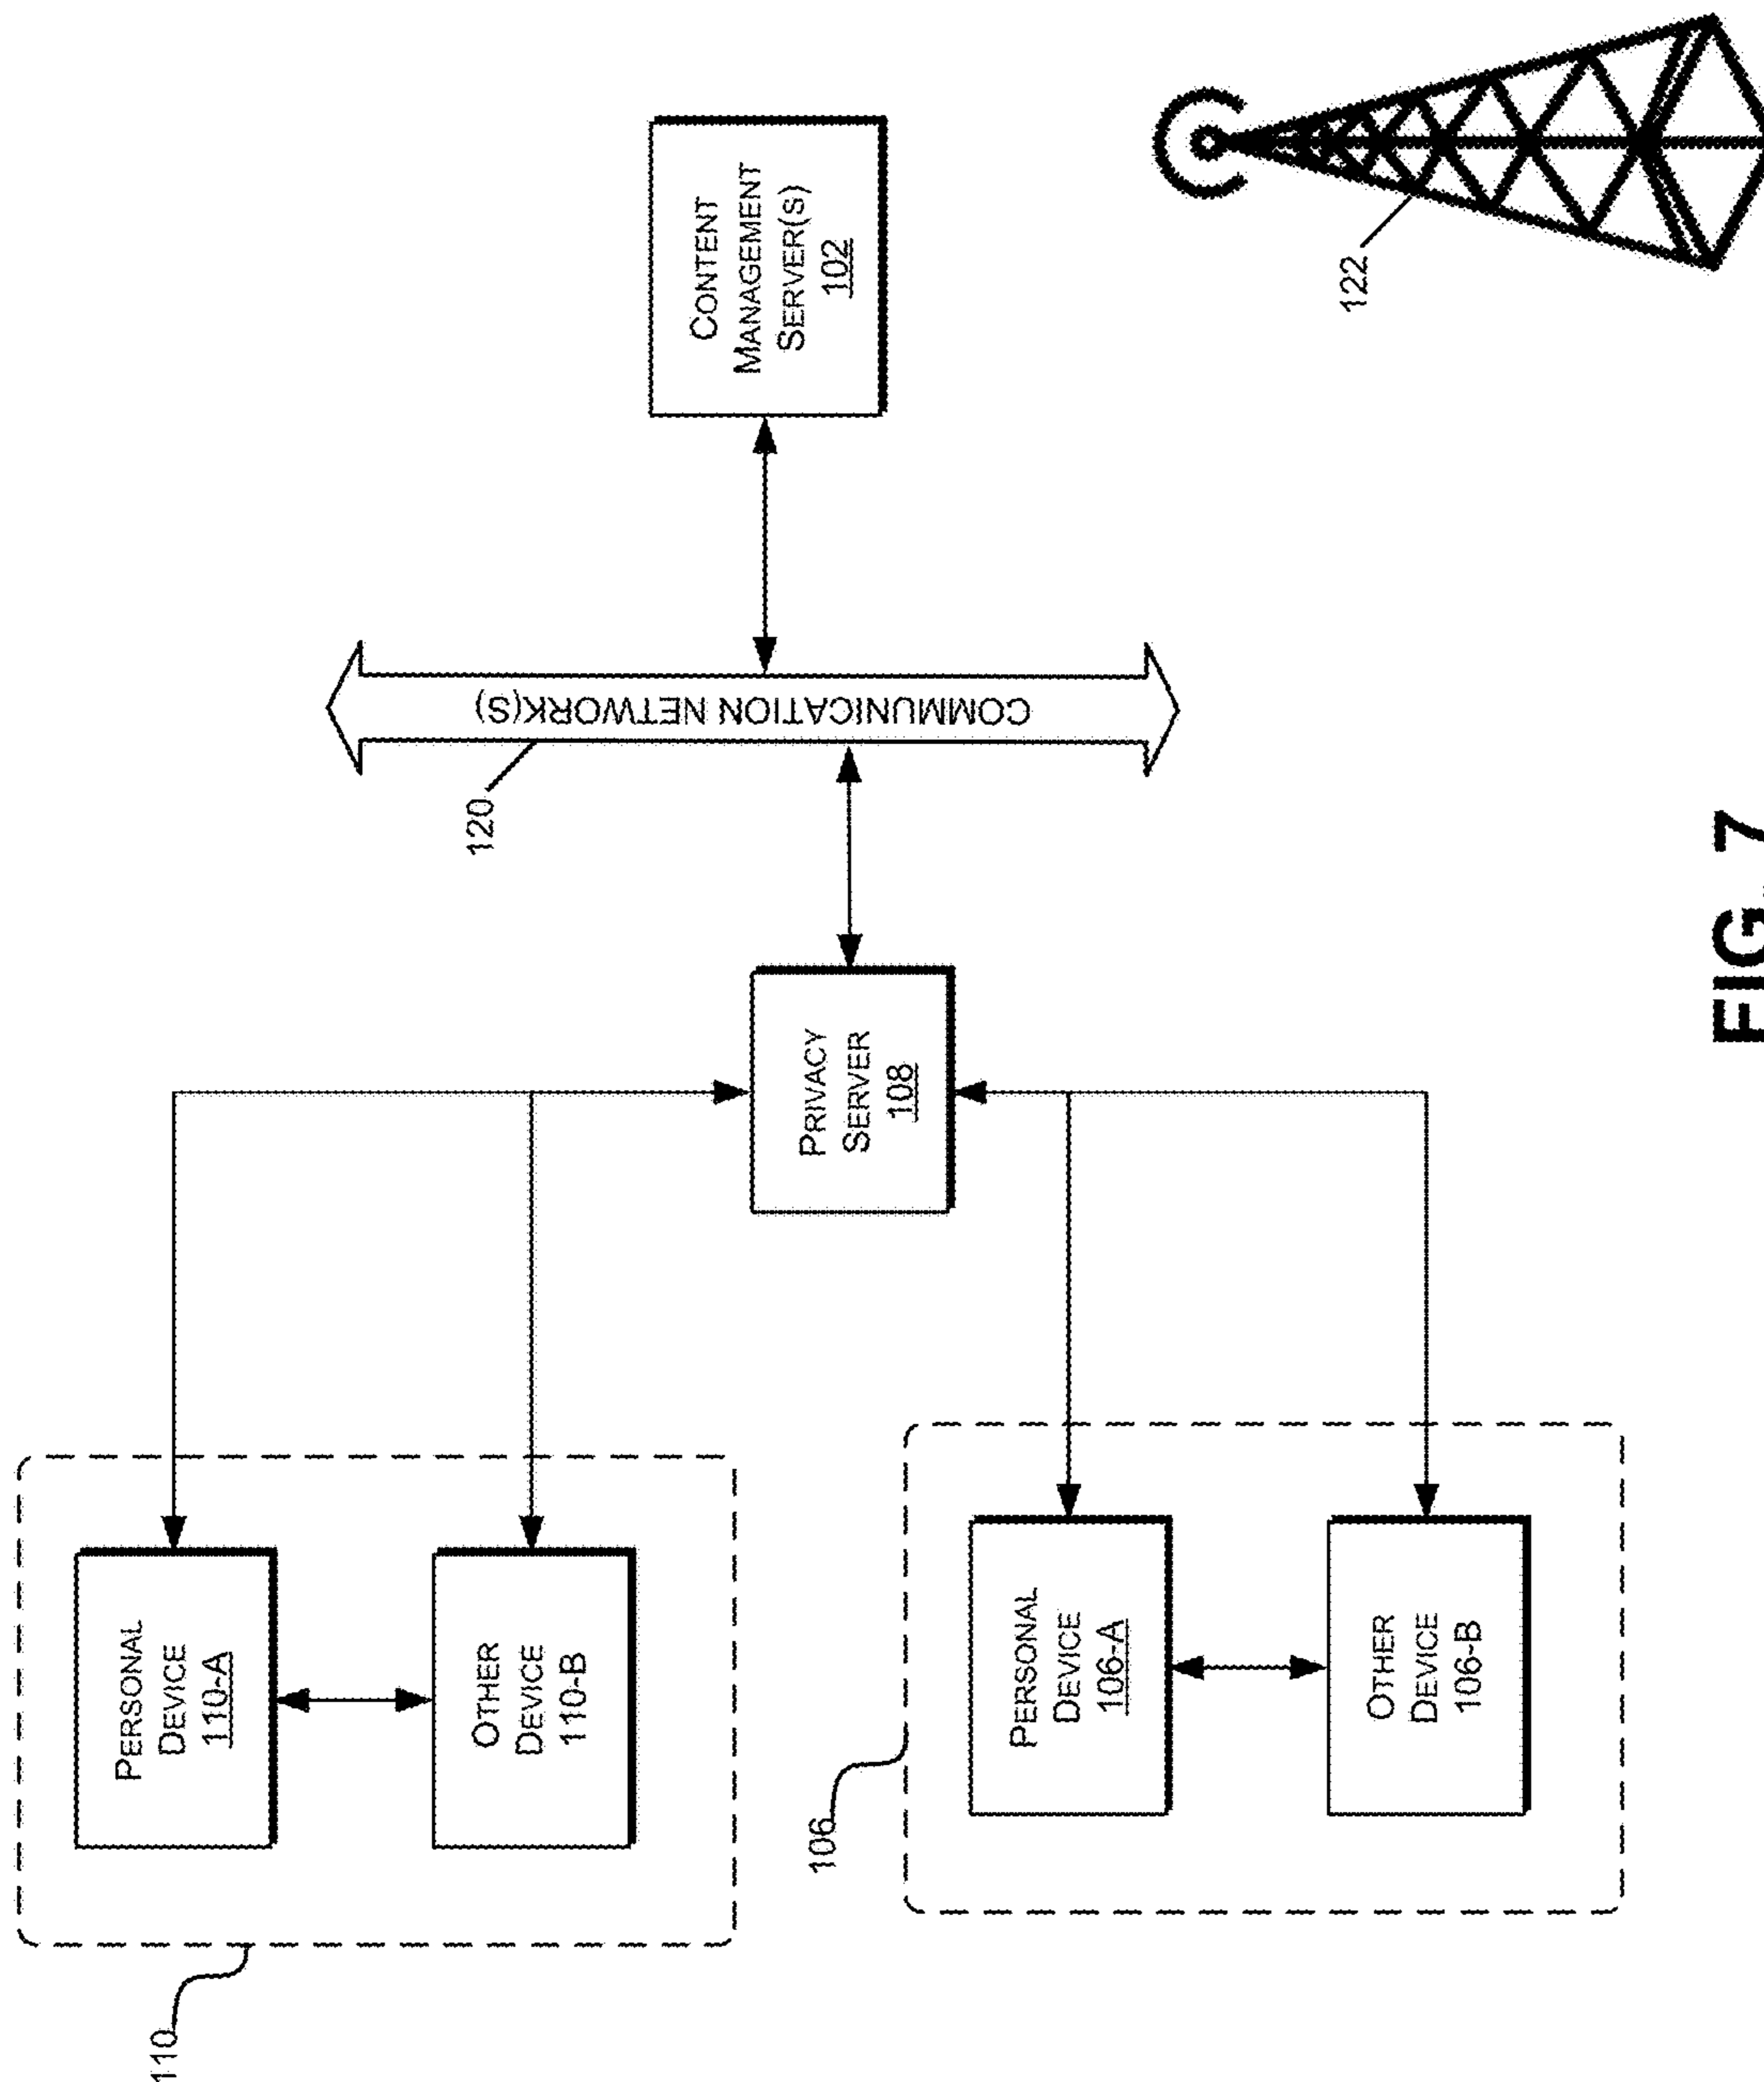 110
PERSONAL
DEVICE
110-A
OTHER
DEVICE
110-B
106
PERSONAL
DEVICE
106-A
OTHER
DEVICE
106-B
PRIVACY
SERVER
108
120
COMMUNICATION NETWORK(S)
CONTENT
MANAGEMENT
SERVER(S)
102
122
FIG. 7